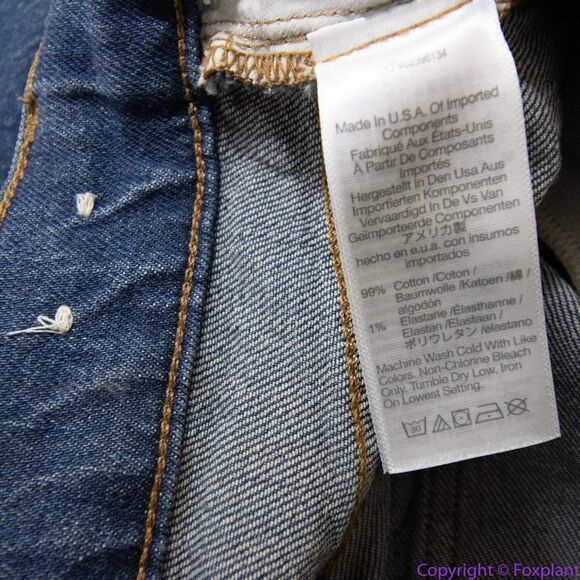 Made In U.S.A. Of Imported
Components
Fabriqué Aux États-Unis
À Partir De Composants
Importés
Hergestellt In Den Usa Aus
Importierten Komponenten
Vervaardigd In De Vs Van
Geïmporteerde Componenten
アメリカ製
hecho en e.u.a. con insumos
importados
99% Cotton /Coton /
Baumwolle /Katoen /綿 /
algodón
1% Elastane /Élasthanne /
Elastan /Elastaan /
ポリウレタン /elastano
Machine Wash Cold With Like
Colors. Non-Chlorine Bleach
Only. Tumble Dry Low. Iron
On Lowest Setting.
30
Copyright © Foxplant